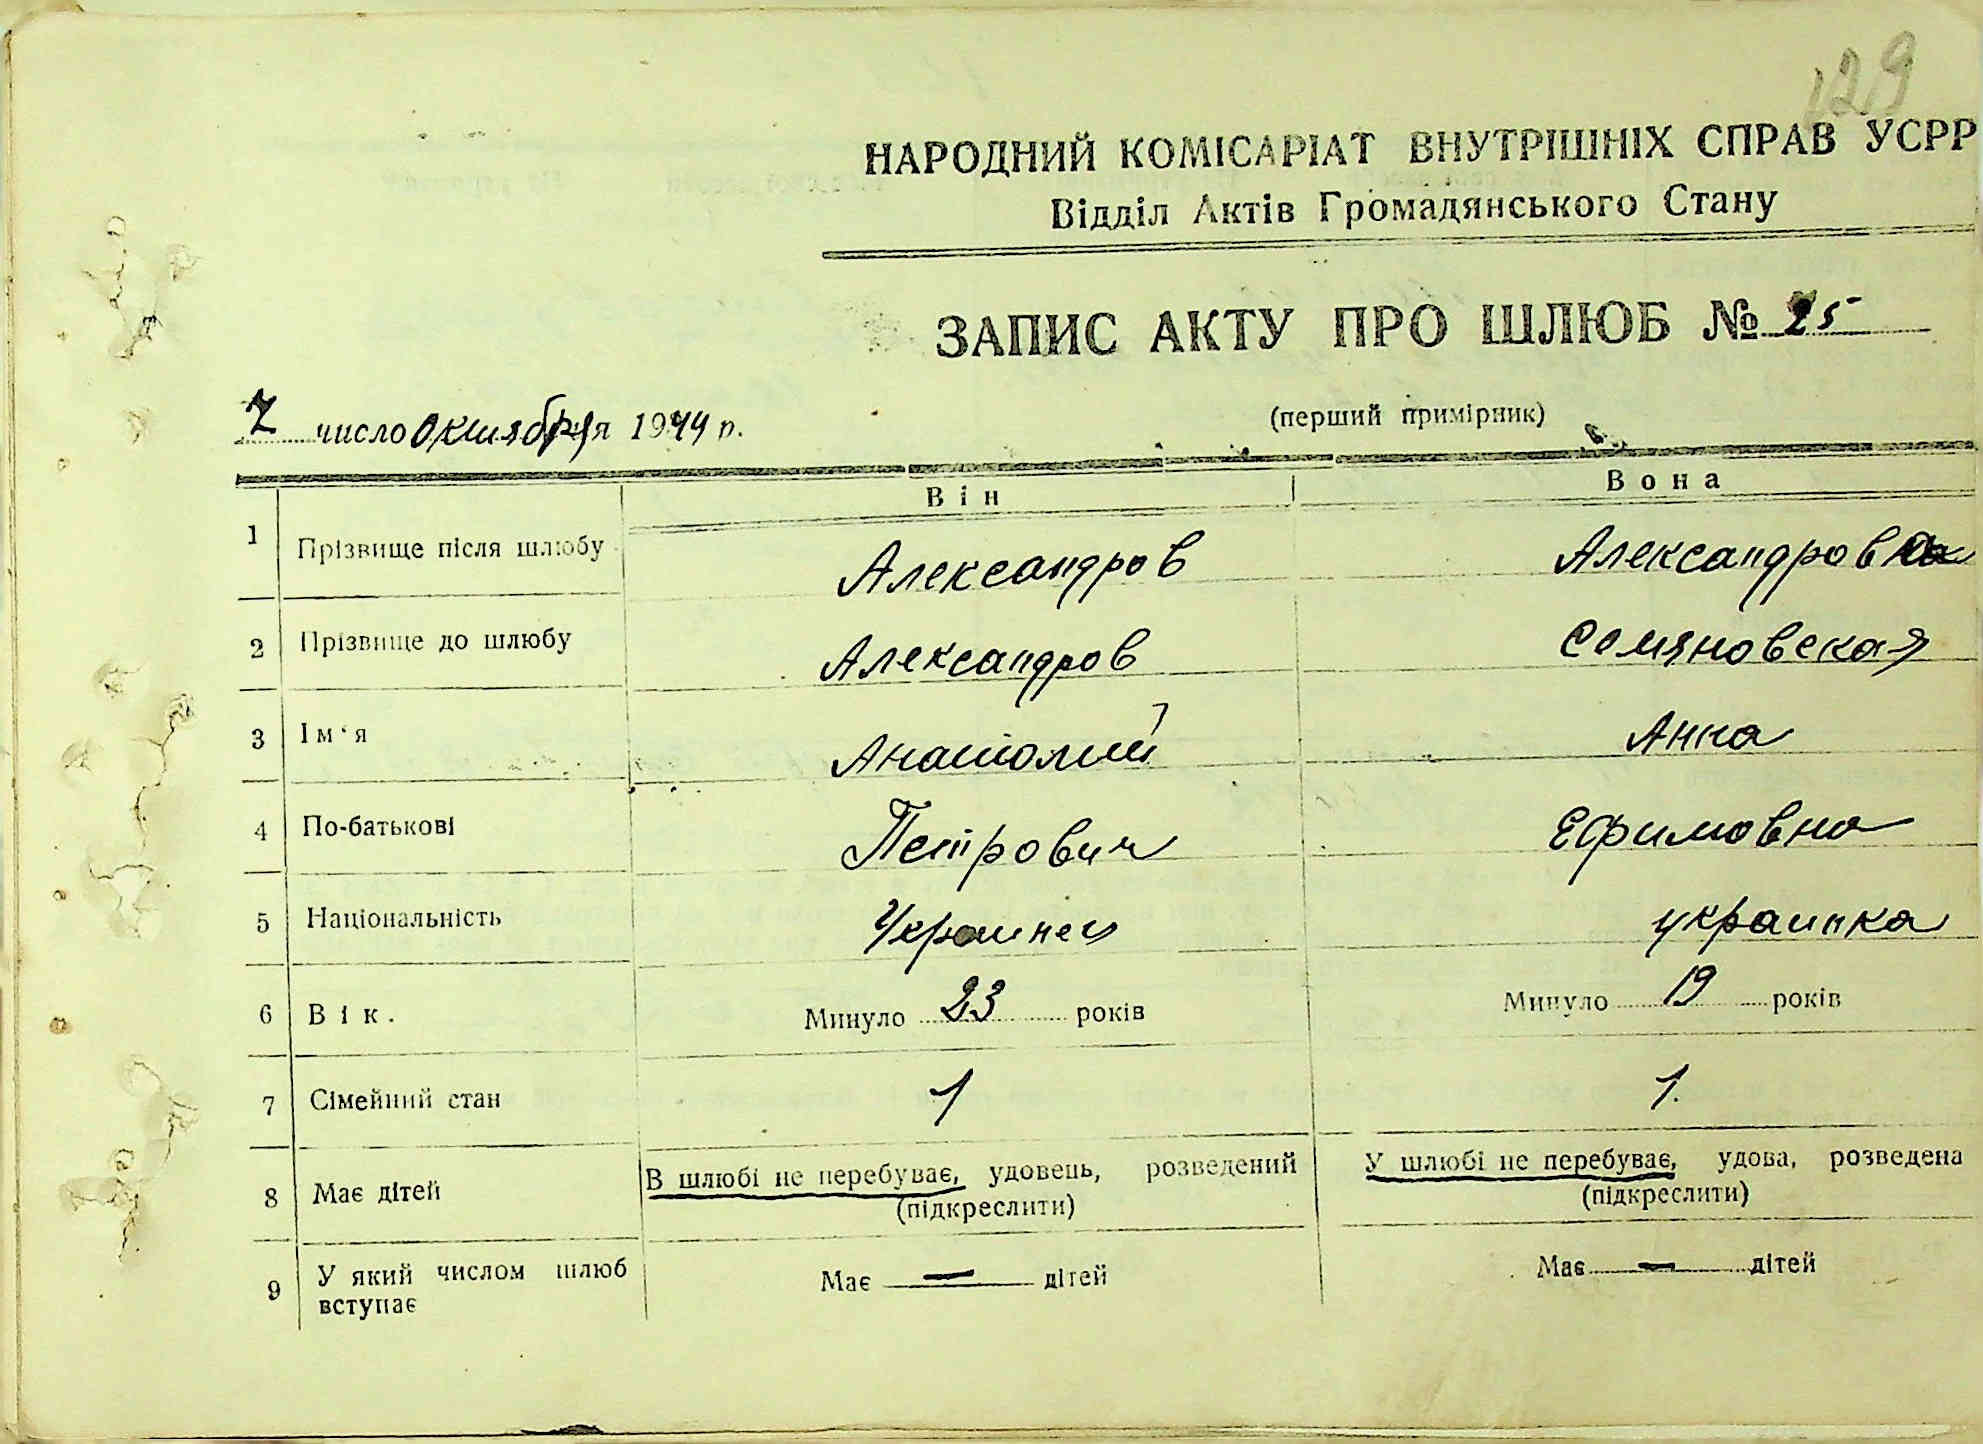 129
НАРОДНИЙ КОМІСАРІАТ ВНУТРІШНІХ СПРАВ УСРР
Відділ Актів Громадянського Стану
ЗАПИС АКТУ ПРО ШЛЮБ № 25
7 число октября 1944 р.
(перший примірник)
Він Вона
1 Прізвище після шлюбу Александров Александрова
2 Прізвище до шлюбу Александров Сомяновская
3 Ім'я Анатолий Анна
4 По-батькові Петрович Ефимовна
5 Національність Украинец украинка
6 Вік. Минуло 23 років Минуло 19 років
7 Сімейний стан 1 1.
8 Має дітей В шлюбі не перебуває, удовець, розведений У шлюбі не перебуває, удова, розведена
(підкреслити) (підкреслити)
9 У який числом шлюб вступає Має — дітей Має — дітей